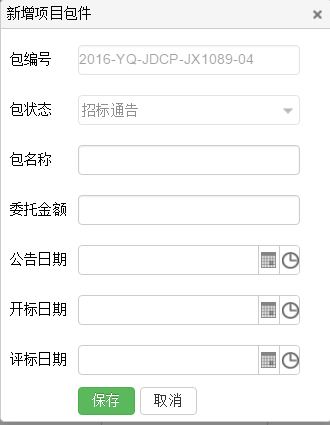 新增项目包件
包编号 2016-YQ-JDCP-JX1089-04
包状态 招标通告
包名称
委托金额
公告日期
开标日期
评标日期
保存 取消